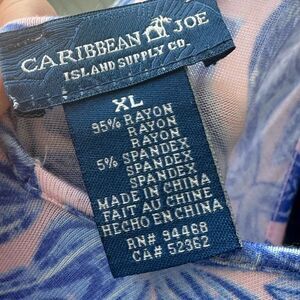 CARIBBEAN JOE
ISLAND SUPPLY CO.
XL
95% RAYON
RAYON
RAYON
5% SPANDEX
SPANDEX
SPANDEX
MADE IN CHINA
FAIT AU CHINE
HECHO EN CHINA
RN# 94468
CA# 52362